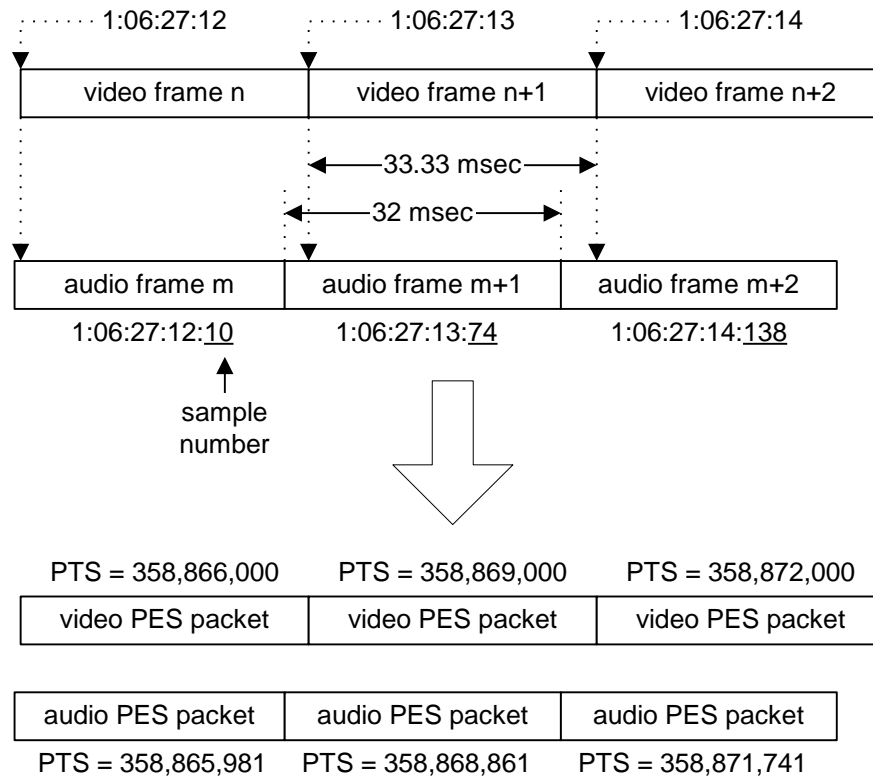 1:06:27:12 1:06:27:13 1:06:27:14
video frame n video frame n+1 video frame n+2
33.33 msec
32 msec
audio frame m audio frame m+1 audio frame m+2
1:06:27:12:10 1:06:27:13:74 1:06:27:14:138
sample
number
PTS = 358,866,000 PTS = 358,869,000 PTS = 358,872,000
video PES packet video PES packet video PES packet
audio PES packet audio PES packet audio PES packet
PTS = 358,865,981 PTS = 358,868,861 PTS = 358,871,741